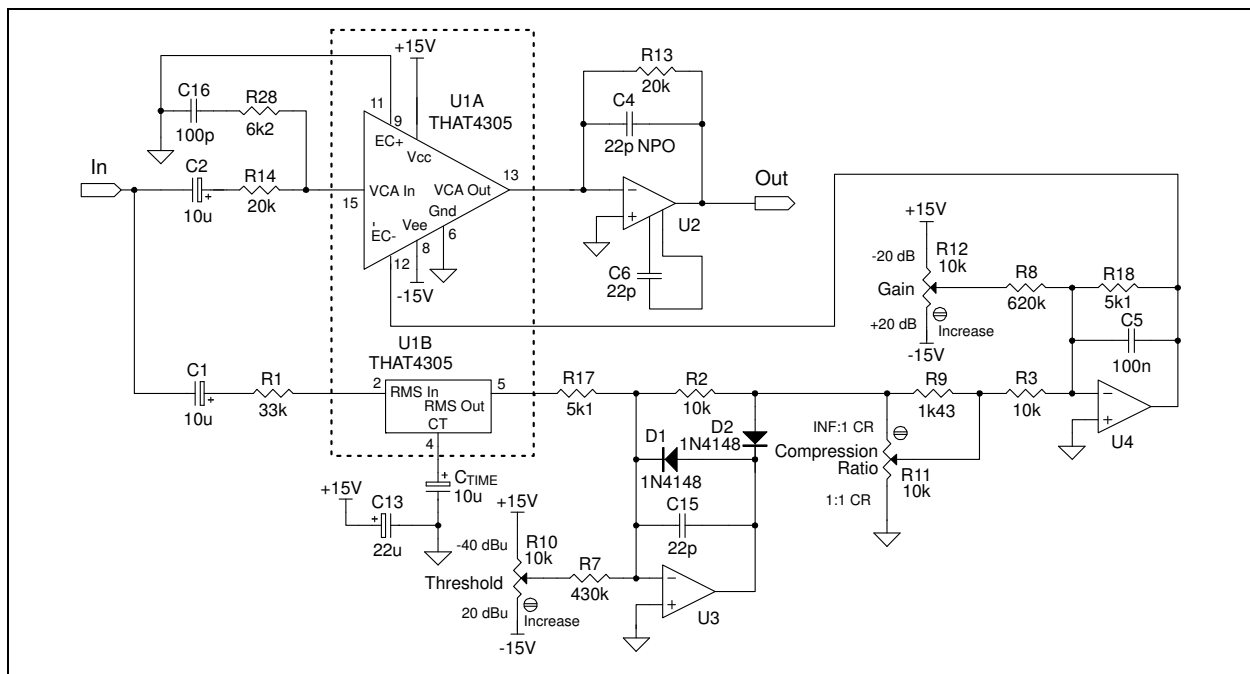 +15V
R13
20k
C16
100p
R28
6k2
11
9
EC+
Vcc
U1A
THAT4305
C4
22p NPO
In
C2
+
10u
R14
20k
15
VCA In
VCA Out
13
Gnd
6
Vee
8
EC-
12
-15V
−
+
U2
Out
C6
22p
+15V
-20 dB
R12
10k
Gain
+20 dB
Increase
-15V
R8
620k
R18
5k1
C5
100n
U1B
THAT4305
C1
+
10u
R1
33k
2
RMS In
RMS Out
5
CT
4
R17
5k1
R2
10k
R9
1k43
R3
10k
−
+
U4
D1
1N4148
D2
1N4148
INF:1 CR
Compression
Ratio
R11
10k
1:1 CR
+
CTIME
10u
+15V
C13
+
22u
+15V
-40 dBu
R10
10k
Threshold
20 dBu
Increase
-15V
R7
430k
C15
22p
−
+
U3